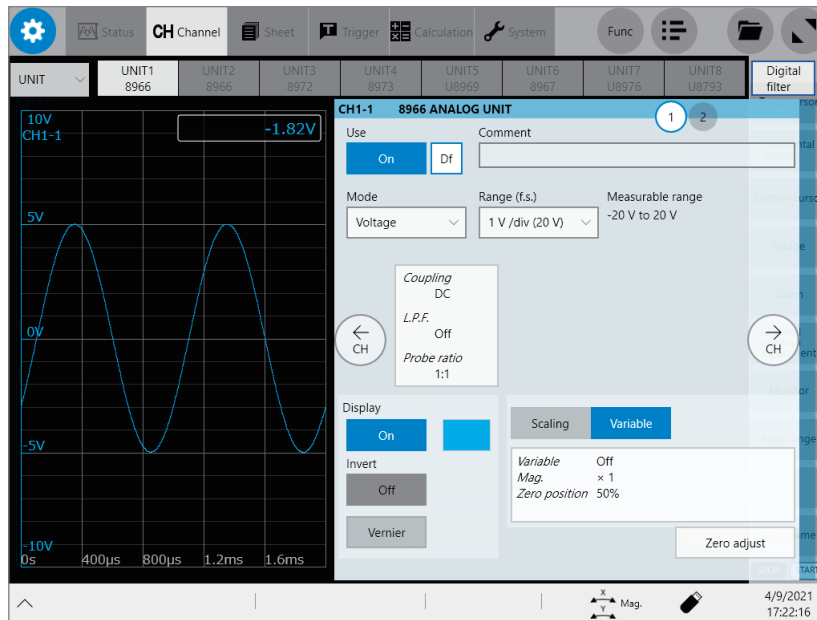 Status CH Channel Sheet Trigger Calculation System Func
UNIT UNIT1 UNIT2 UNIT3 UNIT4 UNIT5 UNIT6 UNIT7 UNIT8 Digital
8966 8966 8972 8973 U8969 8967 U8976 U8793 filter
10V
CH1-1
-1.82V
5V
0V
-5V
-10V
0s 400µs 800µs 1.2ms 1.6ms
CH1-1 8966 ANALOG UNIT
1 2
Use Comment
On Df
Mode Range (f.s.) Measurable range
Voltage 1 V /div (20 V) -20 V to 20 V
Coupling
DC
L.P.F.
Off
Probe ratio
1:1
← CH
→ CH
Display
On
Invert
Off
Vernier
Scaling Variable
Variable Off
Mag. × 1
Zero position 50%
Zero adjust
X
Y
Mag.
4/9/2021
17:22:16